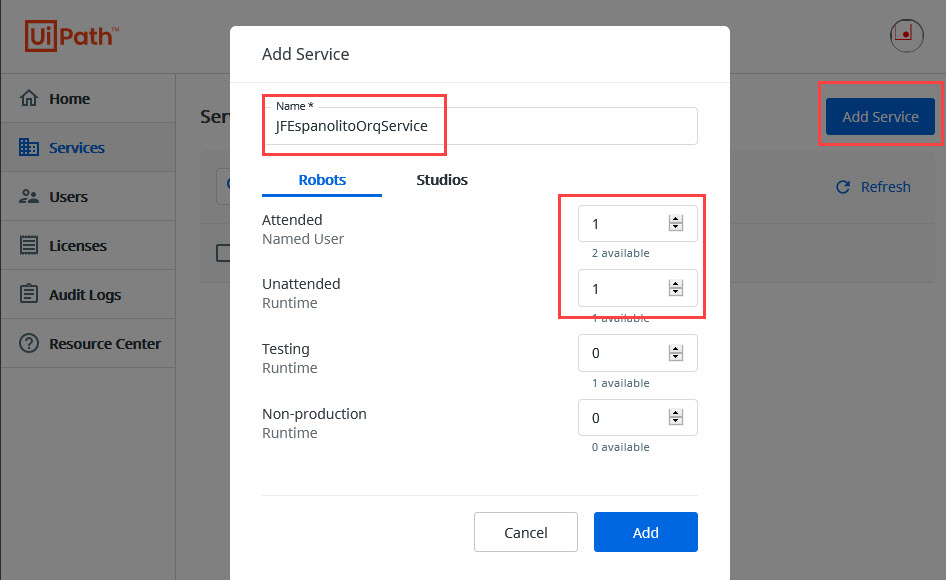 UiPath™
Add Service
Home
Services
Users
Licenses
Audit Logs
Resource Center
Ser
Add Service
Refresh
Name *
JFEspanolitoOrqService
Robots
Studios
Attended
Named User
1
2 available
Unattended
Runtime
1
1 available
Testing
Runtime
0
1 available
Non-production
Runtime
0
0 available
Cancel
Add